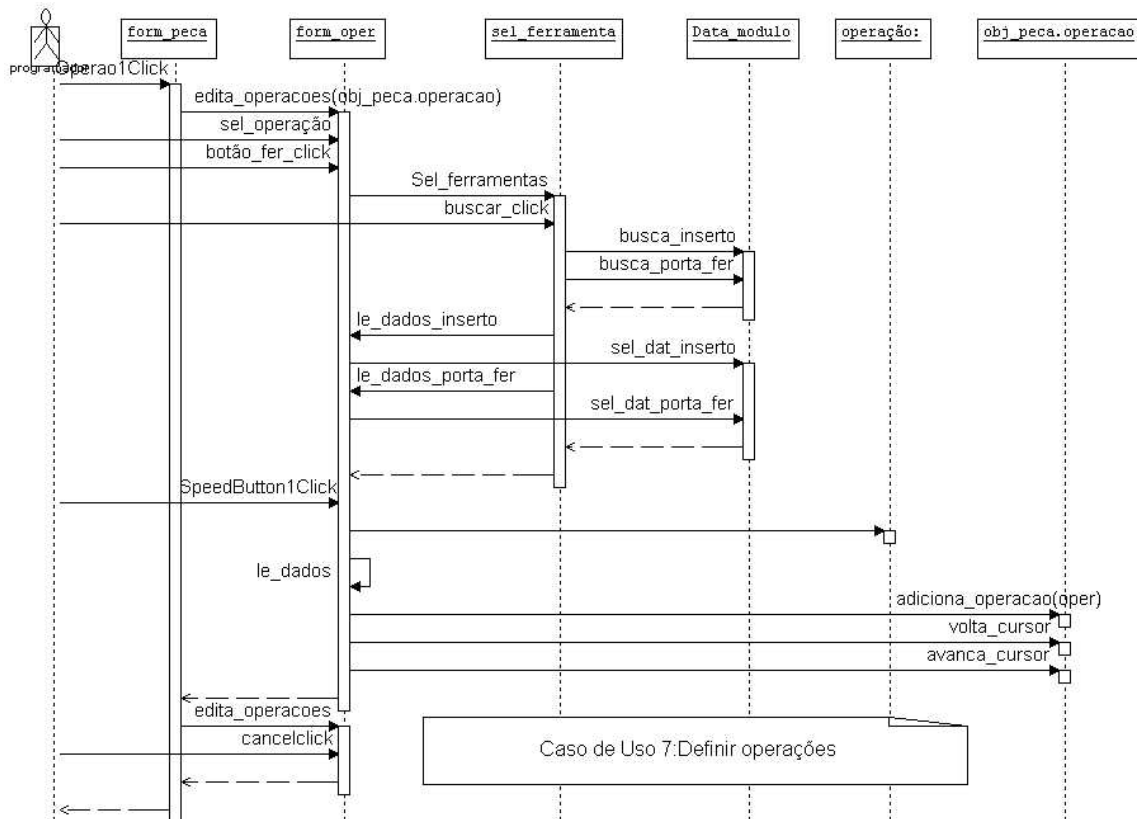 form_peca
form_oper
sel_ferramenta
Data_modulo
operação:
obj_peca.operacao
programador
Operao1Click
edita_operacoes(obj_peca.operacao)
sel_operação
botão_fer_click
Sel_ferramentas
buscar_click
busca_inserto
busca_porta_fer
le_dados_inserto
sel_dat_inserto
le_dados_porta_fer
sel_dat_porta_fer
SpeedButton1Click
le_dados
adiciona_operacao(oper)
volta_cursor
avanca_cursor
edita_operacoes
cancelclick
Caso de Uso 7:Definir operações